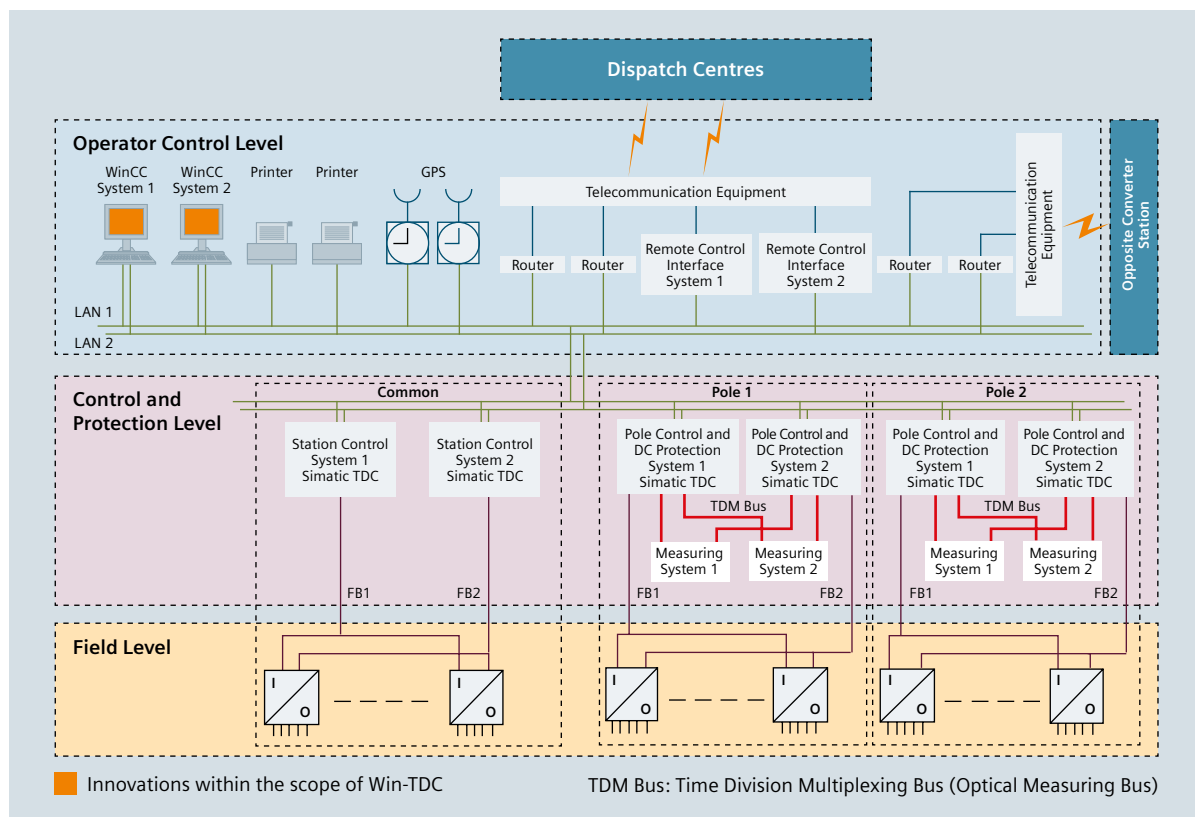 Dispatch Centres
Operator Control Level
WinCC
System 1
WinCC
System 2
Printer
Printer
GPS
Telecommunication Equipment
Router
Router
Remote Control
Interface
System 1
Remote Control
Interface
System 2
Router
Router
Telecommunication
Equipment
Opposite Converter
Station
LAN 1
LAN 2
Control and
Protection Level
Common
Station Control
System 1
Simatic TDC
Station Control
System 2
Simatic TDC
FB1
FB2
Pole 1
Pole Control and
DC Protection
System 1
Simatic TDC
Pole Control and
DC Protection
System 2
Simatic TDC
TDM Bus
Measuring
System 1
Measuring
System 2
FB1
FB2
Pole 2
Pole Control and
DC Protection
System 1
Simatic TDC
Pole Control and
DC Protection
System 2
Simatic TDC
TDM Bus
Measuring
System 1
Measuring
System 2
FB1
FB2
Field Level
I
O
I
O
I
O
I
O
I
O
I
O
Innovations within the scope of Win-TDC
TDM Bus: Time Division Multiplexing Bus (Optical Measuring Bus)